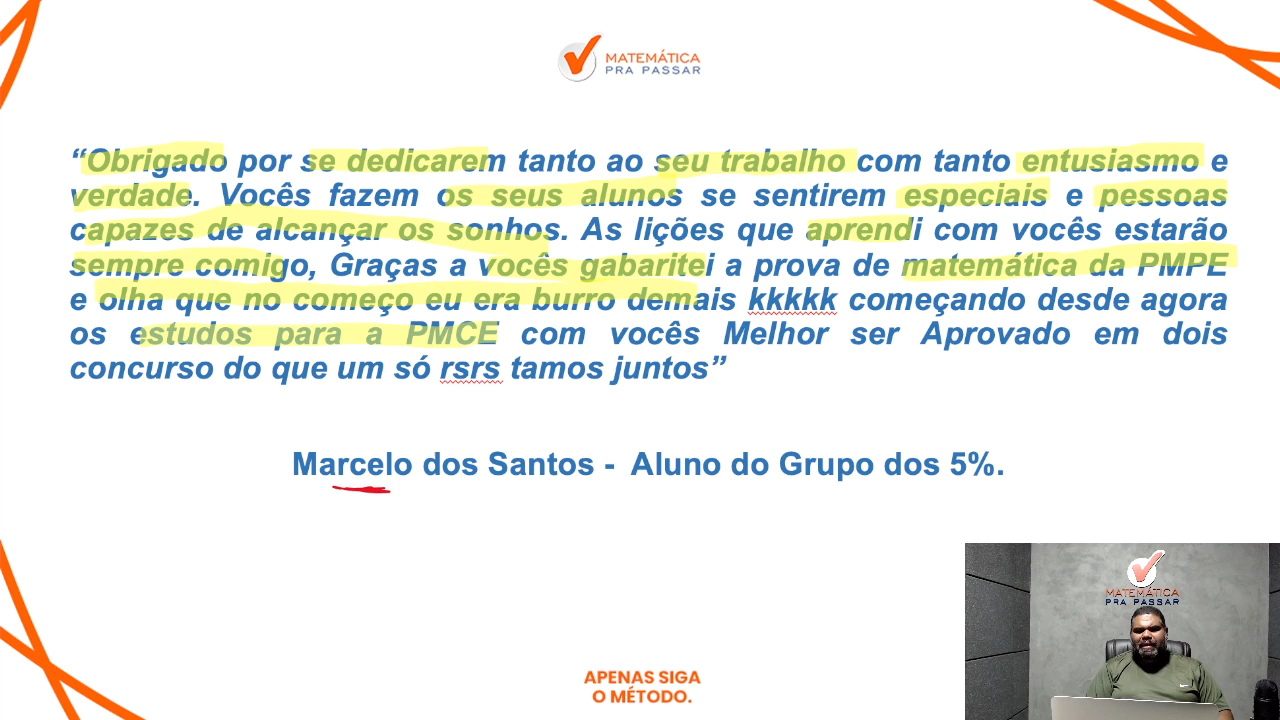 MATEMÁTICA
PRA PASSAR
“Obrigado por se dedicarem tanto ao seu trabalho com tanto entusiasmo e
verdade. Vocês fazem os seus alunos se sentirem especiais e pessoas
capazes de alcançar os sonhos. As lições que aprendi com vocês estarão
sempre comigo, Graças a vocês gabaritei a prova de matemática da PMPE
e olha que no começo eu era burro demais kkkkk começando desde agora
os estudos para a PMCE com vocês Melhor ser Aprovado em dois
concurso do que um só rsrs tamos juntos”
Marcelo dos Santos - Aluno do Grupo dos 5%.
MATEMÁTICA
PRA PASSAR
APENAS SIGA
O MÉTODO.